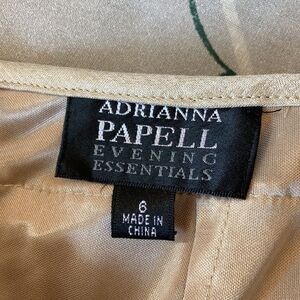 ADRIANNA
PAPELL
EVENING
ESSENTIALS
6
MADE IN
CHINA